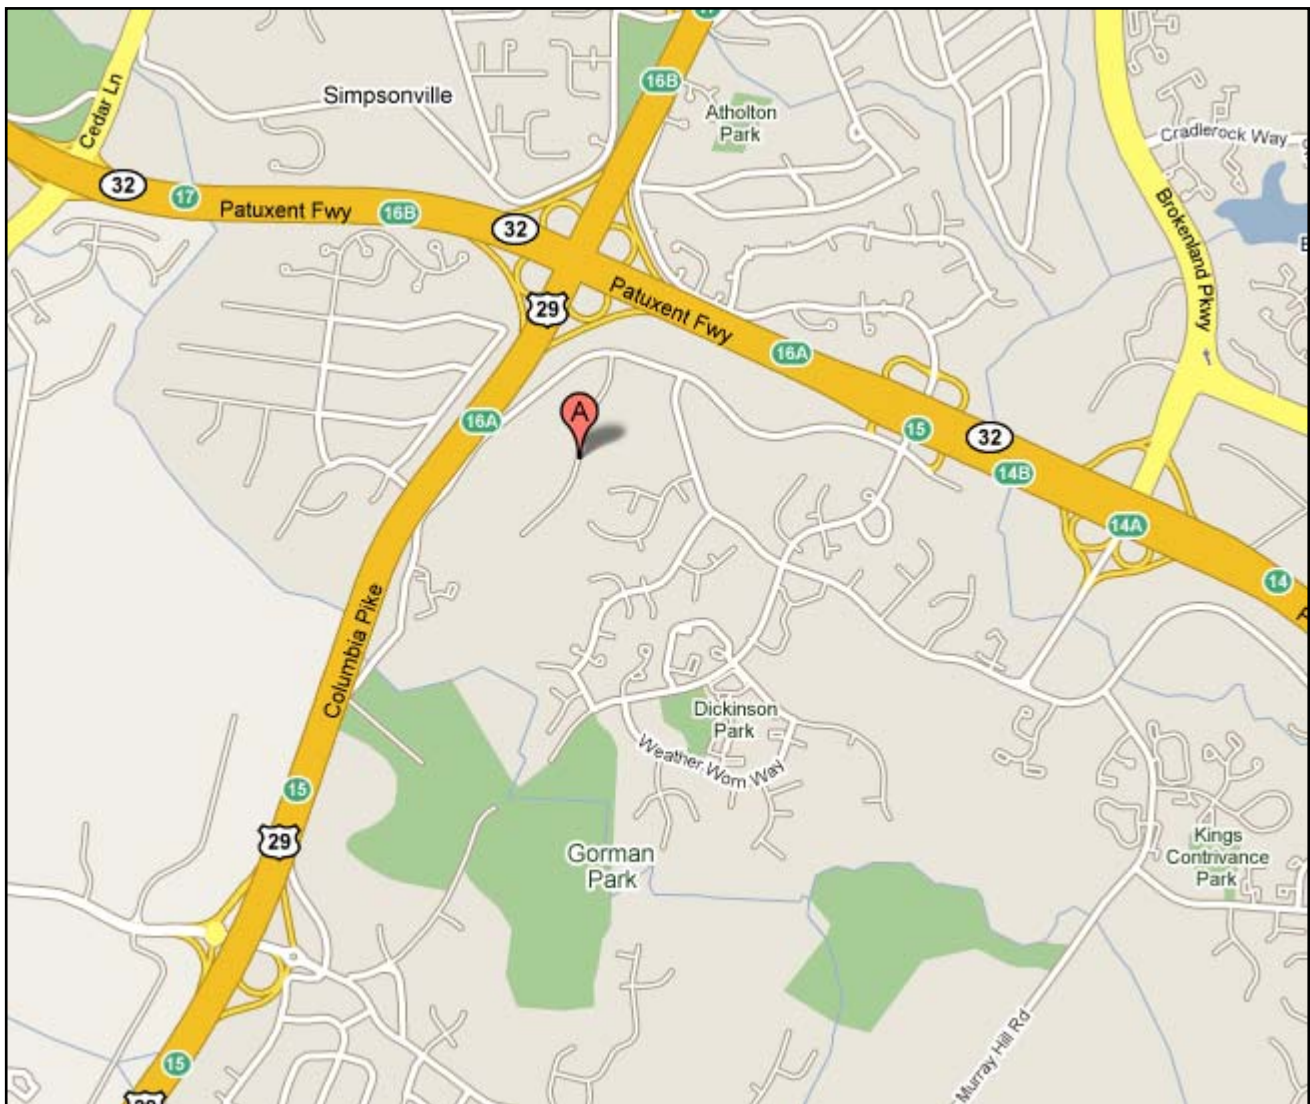 16B
Simpsonville
Atholton
Park
Cedar Ln
Cradlerock Way
32
17
Patuxent Fwy
16B
32
Brokenland Pkwy
29
Patuxent Fwy
16A
A
16A
15
32
14B
14A
14
Columbia Pike
Dickinson
Park
Weather Worn Way
15
29
Gorman
Park
Kings
Contrivance
Park
15
Murray Hill Rd